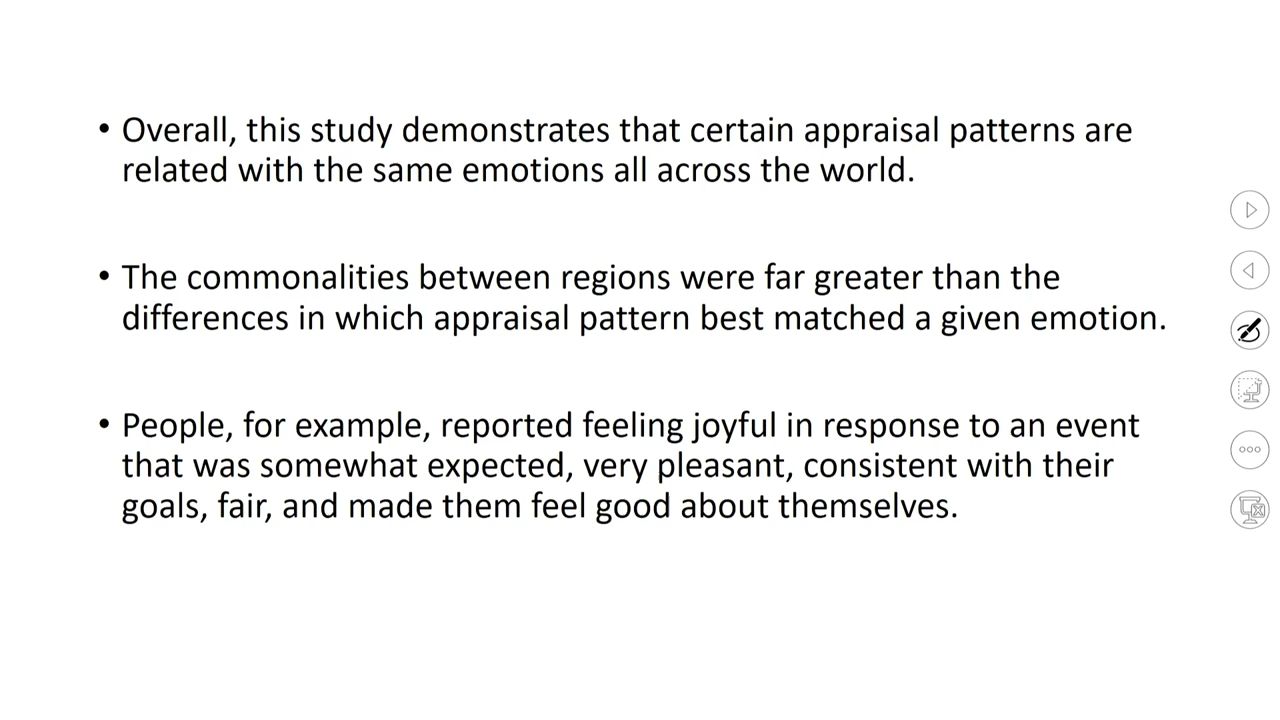 • Overall, this study demonstrates that certain appraisal patterns are
related with the same emotions all across the world.
• The commonalities between regions were far greater than the
differences in which appraisal pattern best matched a given emotion.
• People, for example, reported feeling joyful in response to an event
that was somewhat expected, very pleasant, consistent with their
goals, fair, and made them feel good about themselves.